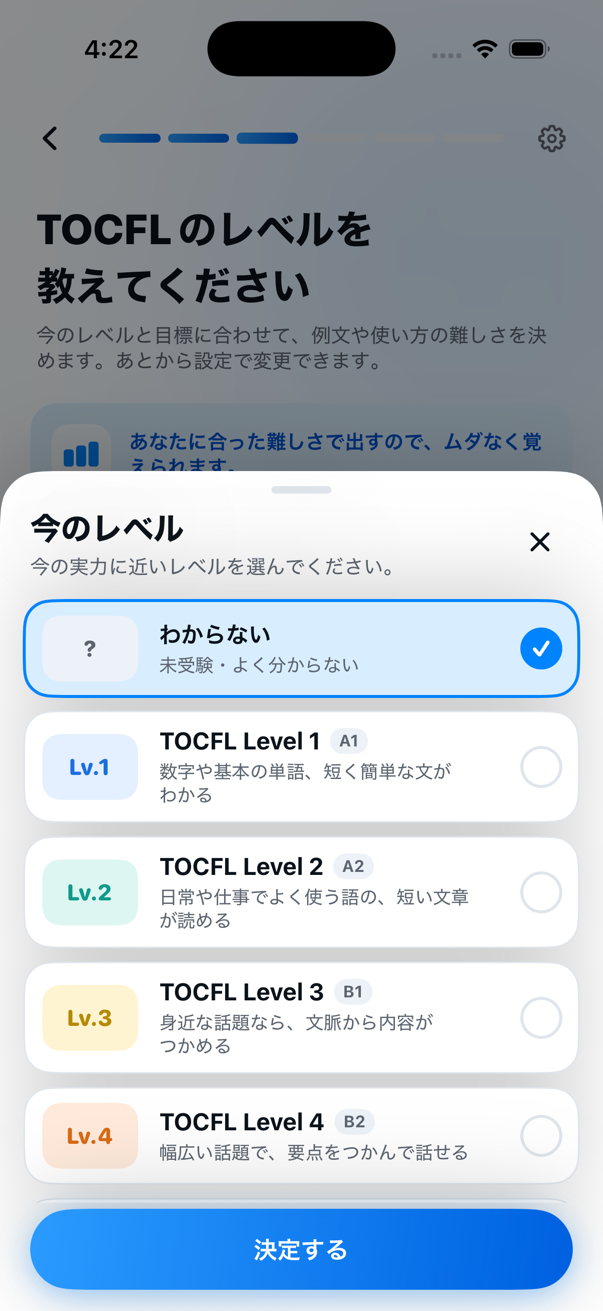 4:22
TOCFLのレベルを
教えてください
今のレベルと目標に合わせて、例文や使い方の難しさを決
めます。あとから設定で変更できます。
あなたに合った難しさで出すので、ムダなく覚
えられます。
今のレベル
今の実力に近いレベルを選んでください。
?
わからない
未受験・よく分からない
Lv.1
TOCFL Level 1 A1
数字や基本の単語、短く簡単な文が
わかる
Lv.2
TOCFL Level 2 A2
日常や仕事でよく使う語の、短い文章
が読める
Lv.3
TOCFL Level 3 B1
身近な話題なら、文脈から内容が
つかめる
Lv.4
TOCFL Level 4 B2
幅広い話題で、要点をつかんで話せる
決定する